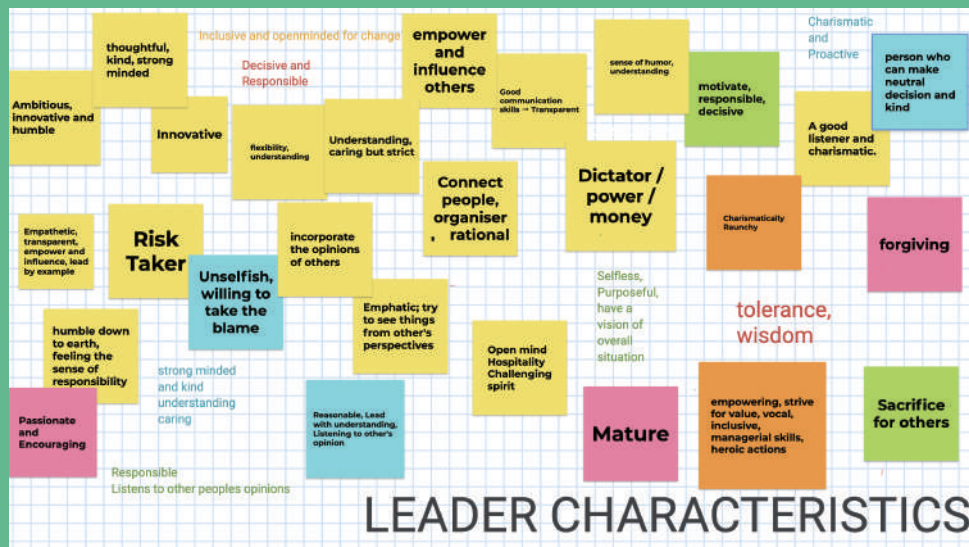 thoughtful,
kind, strong
minded
Inclusive and openminded for change
Decisive and
Responsible
empower
and
influence
others
sense of humor,
understanding
Charismatic
and
Proactive
person who
can make
neutral
decision and
kind
Ambitious,
innovative and
humble
Innovative
flexibility,
understanding
Understanding,
caring but strict
Good
communication
skills → Transparent
motivate,
responsible,
decisive
A good
listener and
charismatic.
Connect
people,
organiser
, rational
Dictator /
power /
money
Charismatically
Raunchy
forgiving
Empathetic,
transparent,
empower and
influence, lead
by example
Risk
Taker
Unselfish,
willing to
take the
blame
incorporate
the opinions
of others
Emphatic; try
to see things
from other's
perspectives
Selfless,
Purposeful,
have a
vision of
overall
situation
tolerance,
wisdom
humble down
to earth,
feeling the
sense of
responsibility
strong minded
and kind
understanding
caring
Open mind
Hospitality
Challenging
spirit
Passionate
and
Encouraging
Reasonable, Lead
with understanding,
Listening to other's
opinion
Mature
empowering, strive
for value, vocal,
inclusive,
managerial skills,
heroic actions
Sacrifice
for others
Responsible
Listens to other peoples opinions
LEADER CHARACTERISTICS